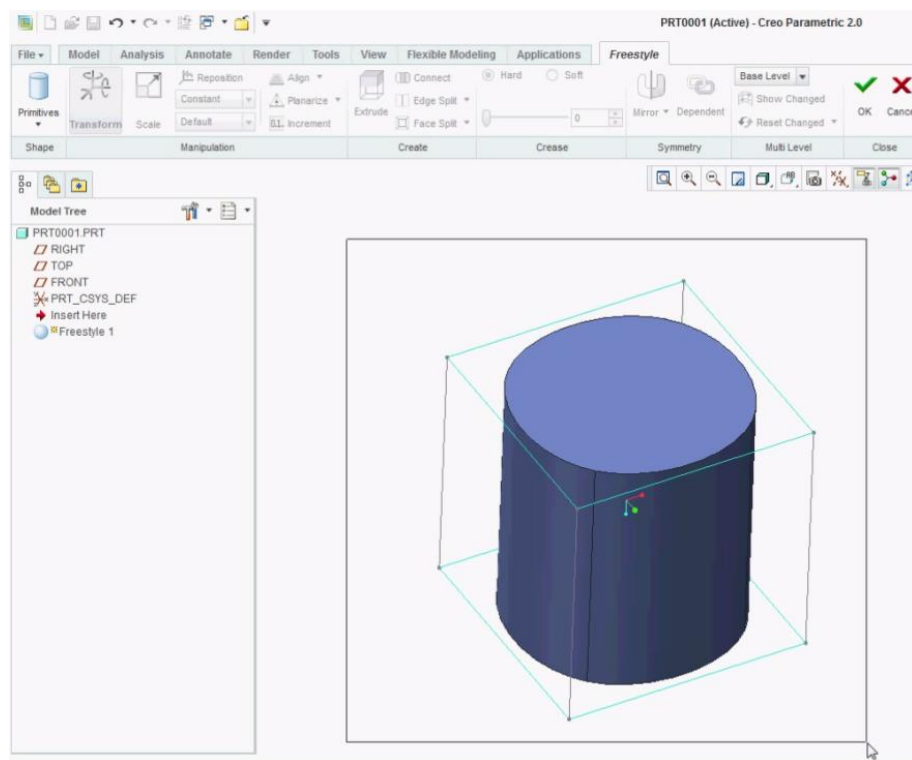 PRT0001 (Active) - Creo Parametric 2.0
File Model Analysis Annotate Render Tools View Flexible Modeling Applications Freestyle
Primitives
Shape
Transform
Scale
Reposition
Constant
Default
Align
Planarize
0.1.. Increment
Manipulation
Extrude
Connect
Edge Split
Face Split
Create
Hard Soft
0
Crease
Mirror Dependent
Symmetry
Base Level
Show Changed
Reset Changed
Multi Level
OK Cance
Close
Model Tree
PRT0001.PRT
RIGHT
TOP
FRONT
PRT_CSYS_DEF
Insert Here
Freestyle 1